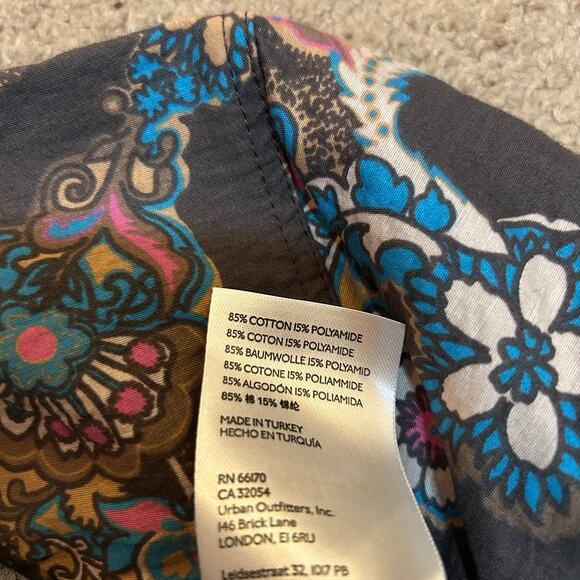 85% COTTON 15% POLYAMIDE
85% COTON 15% POLYAMIDE
85% BAUMWOLLE 15% POLYAMID
85% COTONE 15% POLIAMMIDE
85% ALGODÓN 15% POLIAMIDA
85% 棉 15% 锦纶
MADE IN TURKEY
HECHO EN TURQUÍA
RN 66170
CA 32054
Urban Outfitters, Inc.
146 Brick Lane
LONDON, E1 6RU
Leidsestraat 32, 1017 PB